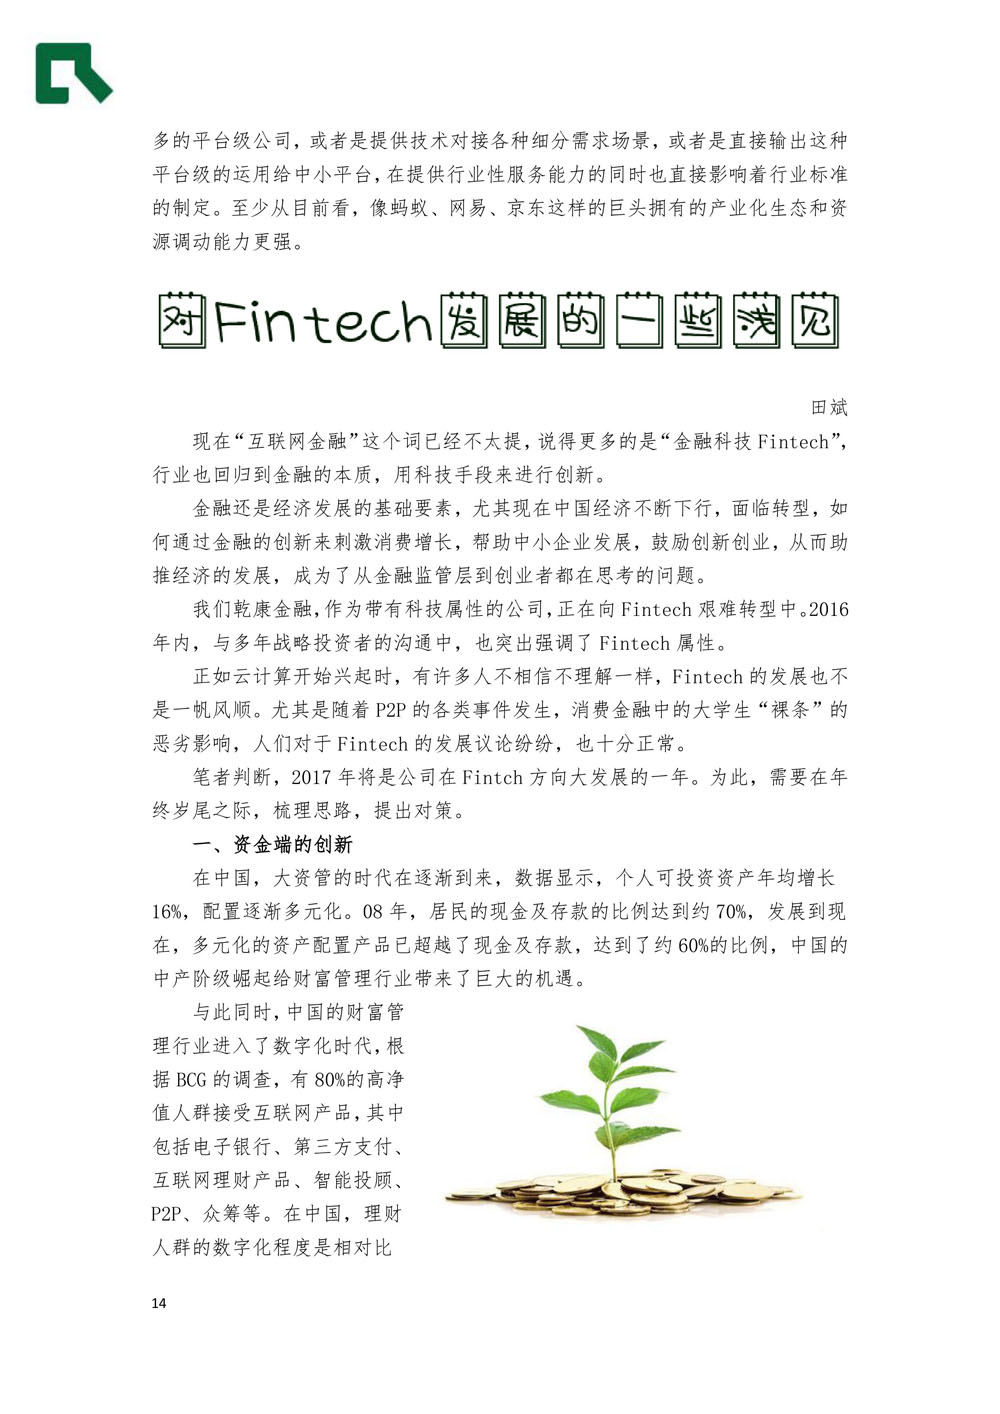 多的平台级公司，或者是提供技术对接各种细分需求场景，或者是直接输出这种
平台级的运用给中小平台，在提供行业性服务能力的同时也直接影响着行业标准
的制定。至少从目前看，像蚂蚁、网易、京东这样的巨头拥有的产业化生态和资
源调动能力更强。
对Fintech发展的一些浅见
田斌
现在“互联网金融”这个词已经不太提，说得更多的是“金融科技 Fintech”，
行业也回归到金融的本质，用科技手段来进行创新。
金融还是经济发展的基础要素，尤其现在中国经济不断下行，面临转型，如
何通过金融的创新来刺激消费增长，帮助中小企业发展，鼓励创新创业，从而助
推经济的发展，成为了从金融监管层到创业者都在思考的问题。
我们乾康金融，作为带有科技属性的公司，正在向 Fintech 艰难转型中。2016
年内，与多年战略投资者的沟通中，也突出强调了 Fintech 属性。
正如云计算开始兴起时，有许多人不相信不理解一样，Fintech 的发展也不
是一帆风顺。尤其是随着 P2P 的各类事件发生，消费金融中的大学生“裸条”的
恶劣影响，人们对于 Fintech 的发展议论纷纷，也十分正常。
笔者判断，2017 年将是公司在 Fintch 方向大发展的一年。为此，需要在年
终岁尾之际，梳理思路，提出对策。
一、资金端的创新
在中国，大资管的时代在逐渐到来，数据显示，个人可投资资产年均增长
16%，配置逐渐多元化。08 年，居民的现金及存款的比例达到约 70%，发展到现
在，多元化的资产配置产品已超越了现金及存款，达到了约 60%的比例，中国的
中产阶级崛起给财富管理行业带来了巨大的机遇。
与此同时，中国的财富管
理行业进入了数字化时代，根
据 BCG 的调查，有 80%的高净
值人群接受互联网产品，其中
包括电子银行、第三方支付、
互联网理财产品、智能投顾、
P2P、众筹等。在中国，理财
人群的数字化程度是相对比
14